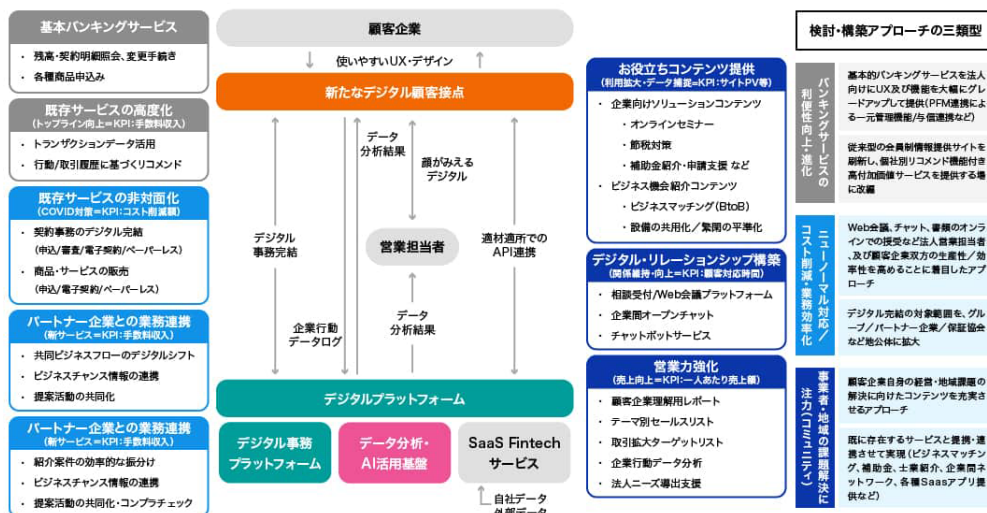 基本バンキングサービス
・ 残高・契約明細照会、変更手続き
・ 各種商品申込み
既存サービスの高度化
(トップライン向上=KPI:手数料収入)
・ トランザクションデータ活用
・ 行動/取引履歴に基づくリコメンド
既存サービスの非対面化
(COVID対策=KPI:コスト削減額)
・ 契約事務のデジタル完結
(申込/審査/電子契約/ペーパーレス)
・ 商品・サービスの販売
(申込/電子契約/ペーパーレス)
パートナー企業との業務連携
(新サービス=KPI:手数料収入)
・ 共同ビジネスフローのデジタルシフト
・ ビジネスチャンス情報の連携
・ 提案活動の共同化
パートナー企業との業務連携
(新サービス=KPI:手数料収入)
・ 紹介案件の効率的な振分け
・ ビジネスチャンス情報の連携
・ 提案活動の共同化・コンプラチェック
顧客企業
使いやすいUX・デザイン
新たなデジタル顧客接点
データ
分析結果
顔がみえる
デジタル
営業担当者
デジタル
事務完結
適材適所での
API連携
企業行動
データログ
データ
分析結果
デジタルプラットフォーム
デジタル事務
プラットフォーム
データ分析・
AI活用基盤
SaaS Fintech
サービス
自社データ
外部データ
お役立ちコンテンツ提供
(利用拡大・データ捕捉=KPI:サイトPV等)
・ 企業向けソリューションコンテンツ
・オンラインセミナー
・節税対策
・補助金紹介・申請支援 など
・ ビジネス機会紹介コンテンツ
・ビジネスマッチング(BtoB)
・設備の共用化/繁閑の平準化
デジタル・リレーションシップ構築
(関係維持・向上=KPI:顧客対応時間)
・ 相談受付/Web会議プラットフォーム
・ 企業間オープンチャット
・ チャットボットサービス
営業力強化
(売上向上=KPI:一人あたり売上額)
・ 顧客企業理解用レポート
・ テーマ別セールスリスト
・ 取引拡大ターゲットリスト
・ 企業行動データ分析
・ 法人ニーズ導出支援
検討・構築アプローチの三類型
バンキングサービスの
利便性向上・進化
基本的バンキングサービスを法人
向けにUX及び機能を大幅にグレ
ードアップして提供(PFM連携によ
る一元管理機能/与信連携など)
従来型の会員制情報提供サイトを
刷新し、個社別リコメンド機能付き
高付加価値サービスを提供する場
に改編
ニューノーマル対応/
コスト削減・業務効率化
Web会議、チャット、書類のオンラ
インでの授受など法人営業担当者
、及び顧客企業双方の生産性/効
率性を高めることに着目したアプ
ローチ
デジタル完結の対象範囲を、グル
ープ/パートナー企業/保証協会
など地公体に拡大
事業者・地域の課題解決に
注力(コミュニティ)
顧客企業自身の経営・地域課題の
解決に向けたコンテンツを充実さ
せるアプローチ
既に存在するサービスと提携・連
携させて実現(ビジネスマッチン
グ、補助金、士業紹介、企業間ネ
ットワーク、各種Saasアプリ提
供など)